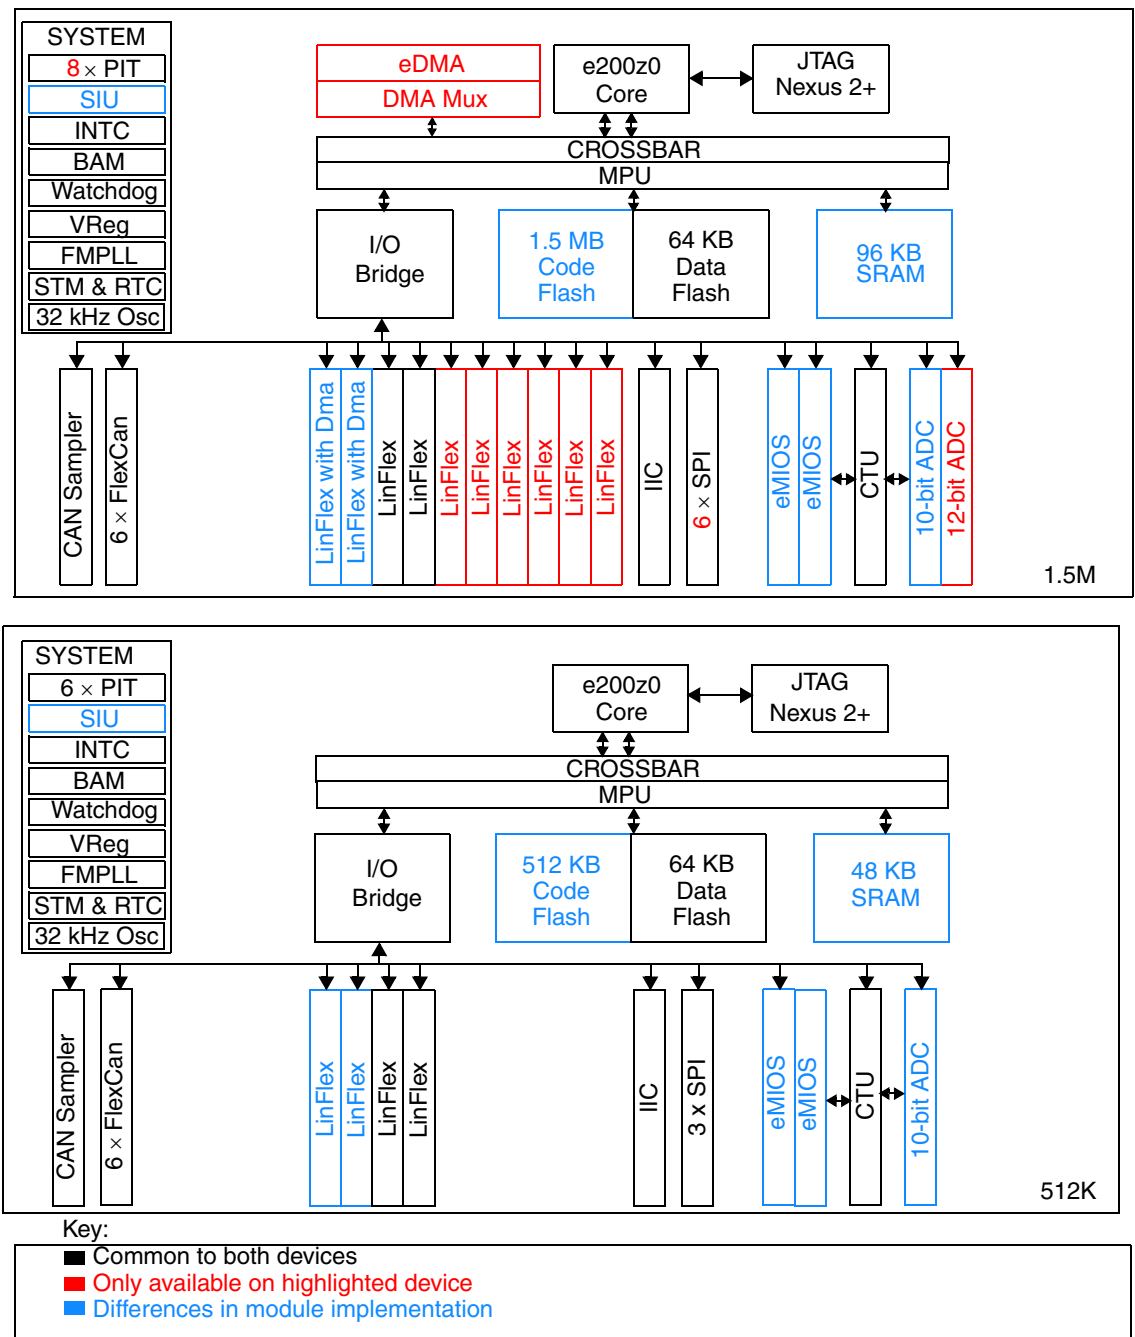 SYSTEM
8 × PIT
SIU
INTC
BAM
Watchdog
VReg
FMPLL
STM & RTC
32 kHz Osc
eDMA
DMA Mux
e200z0
Core
JTAG
Nexus 2+
CROSSBAR
MPU
I/O
Bridge
1.5 MB
Code
Flash
64 KB
Data
Flash
96 KB
SRAM
CAN Sampler
6 × FlexCan
LinFlex with Dma
LinFlex with Dma
LinFlex
LinFlex
LinFlex
LinFlex
LinFlex
LinFlex
LinFlex
LinFlex
IIC
6 × SPI
eMIOS
eMIOS
CTU
10-bit ADC
12-bit ADC
1.5M
SYSTEM
6 × PIT
SIU
INTC
BAM
Watchdog
VReg
FMPLL
STM & RTC
32 kHz Osc
e200z0
Core
JTAG
Nexus 2+
CROSSBAR
MPU
I/O
Bridge
512 KB
Code
Flash
64 KB
Data
Flash
48 KB
SRAM
CAN Sampler
6 × FlexCan
LinFlex
LinFlex
LinFlex
LinFlex
IIC
3 x SPI
eMIOS
eMIOS
CTU
10-bit ADC
512K
Key:
Common to both devices
Only available on highlighted device
Differences in module implementation